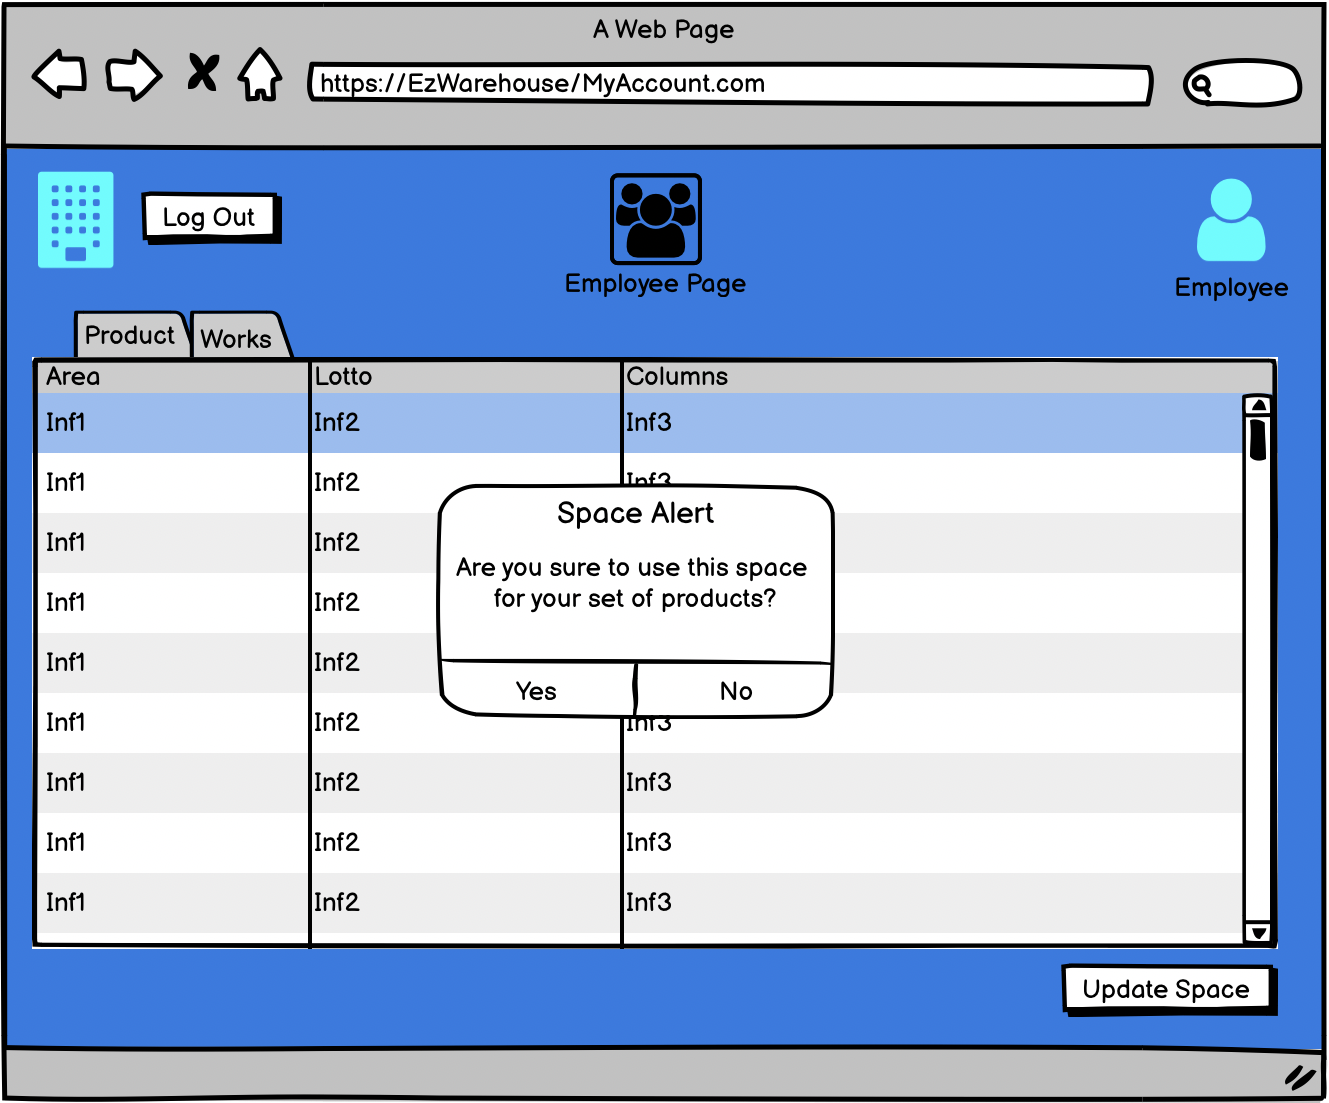 A Web Page
https://EzWarehouse/MyAccount.com
Log Out
Employee Page
Employee
Product Works
Area Lotto Columns
Inf1 Inf2 Inf3
Inf1 Inf2 Inf3
Inf1 Inf2
Inf1 Inf2
Inf1 Inf2
Inf1 Inf2 Inf3
Inf1 Inf2 Inf3
Inf1 Inf2 Inf3
Inf1 Inf2 Inf3
Space Alert
Are you sure to use this space
for your set of products?
Yes No
Update Space